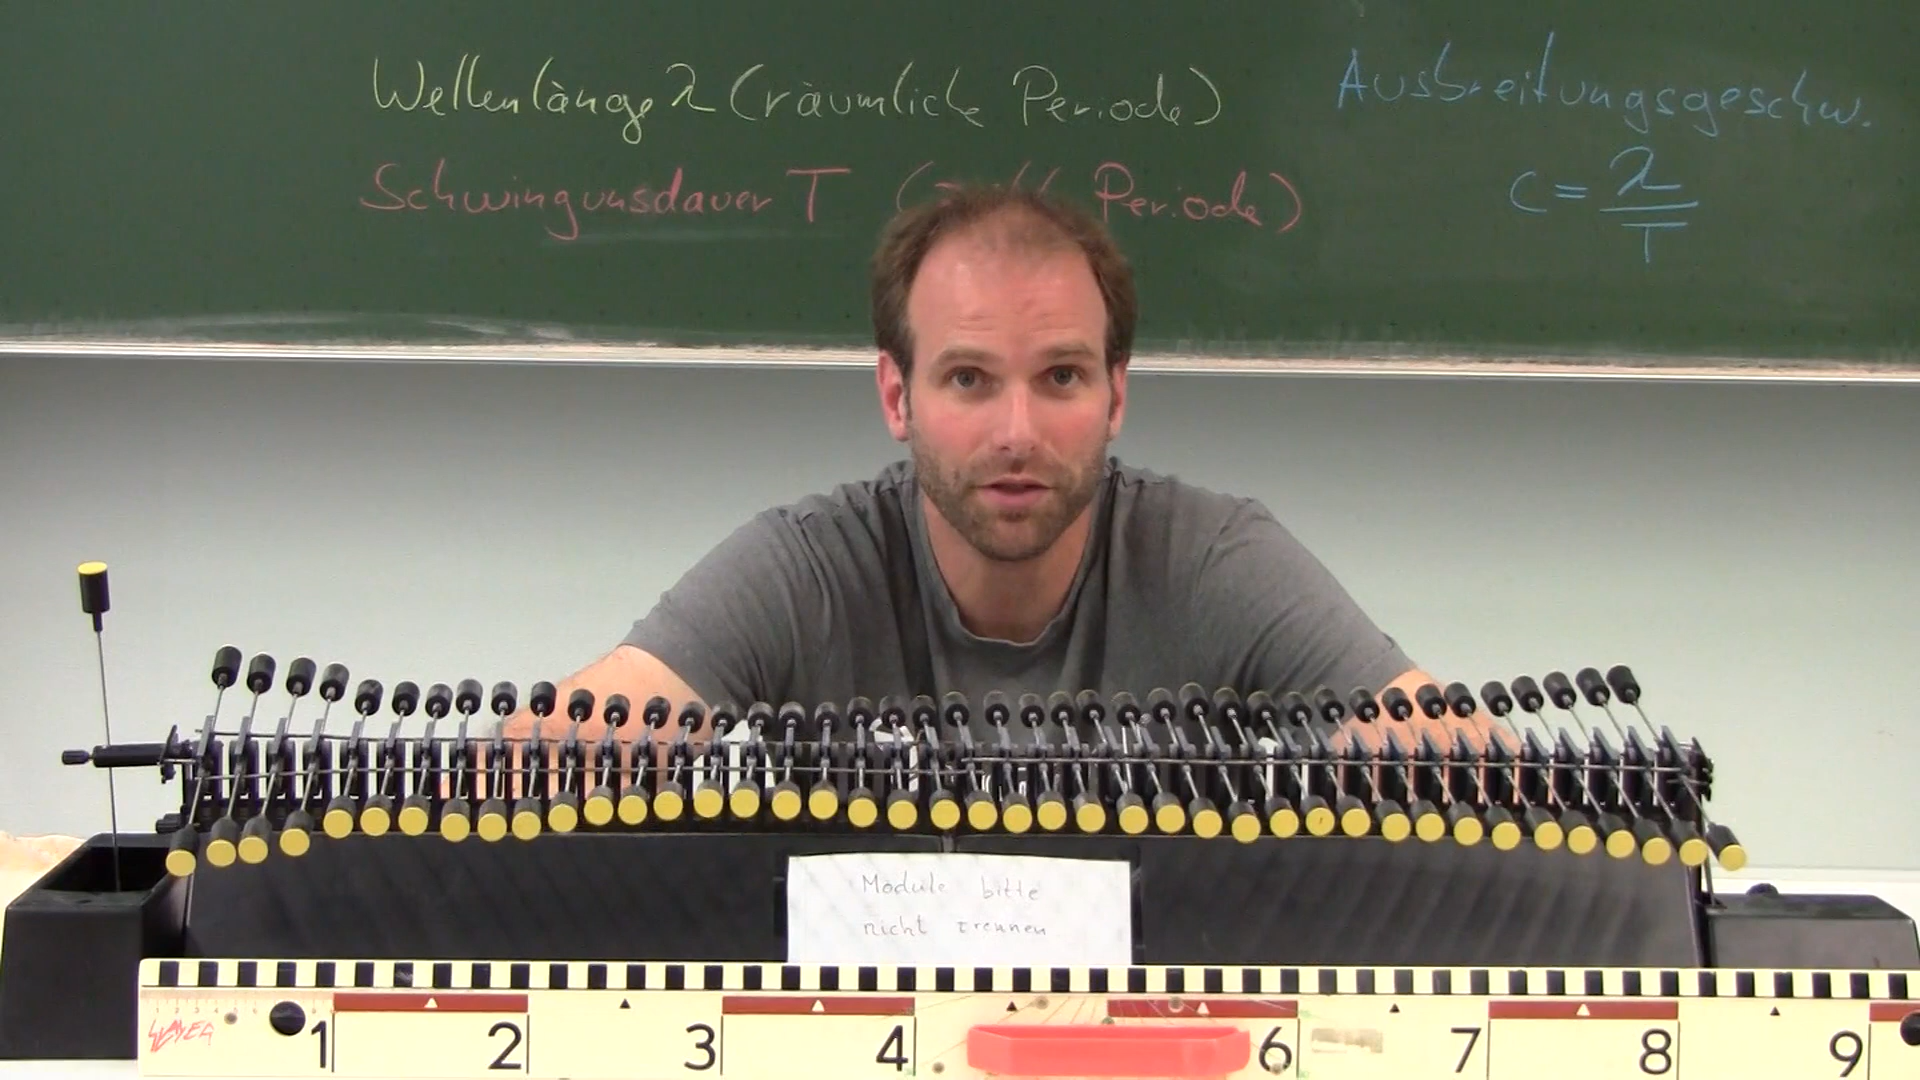 Wellenlänge λ (räumliche Periode)
Ausbreitungsgeschw.
Schwingunsdauer T ( Periode)
c = λ/T
Module bitte
nicht trennen
1 2 3 4 6 7 8 9